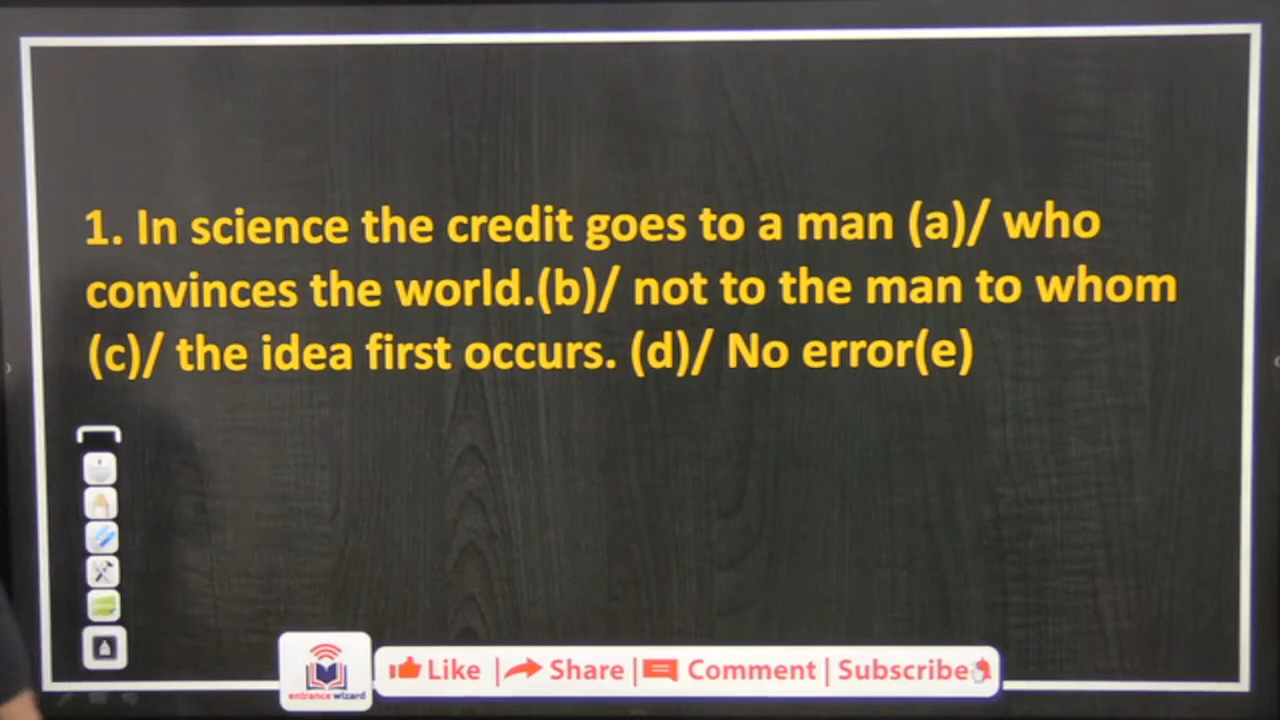 1. In science the credit goes to a man (a)/ who
convinces the world.(b)/ not to the man to whom
(c)/ the idea first occurs. (d)/ No error(e)
entrance wizard
Like | Share | Comment | Subscribe